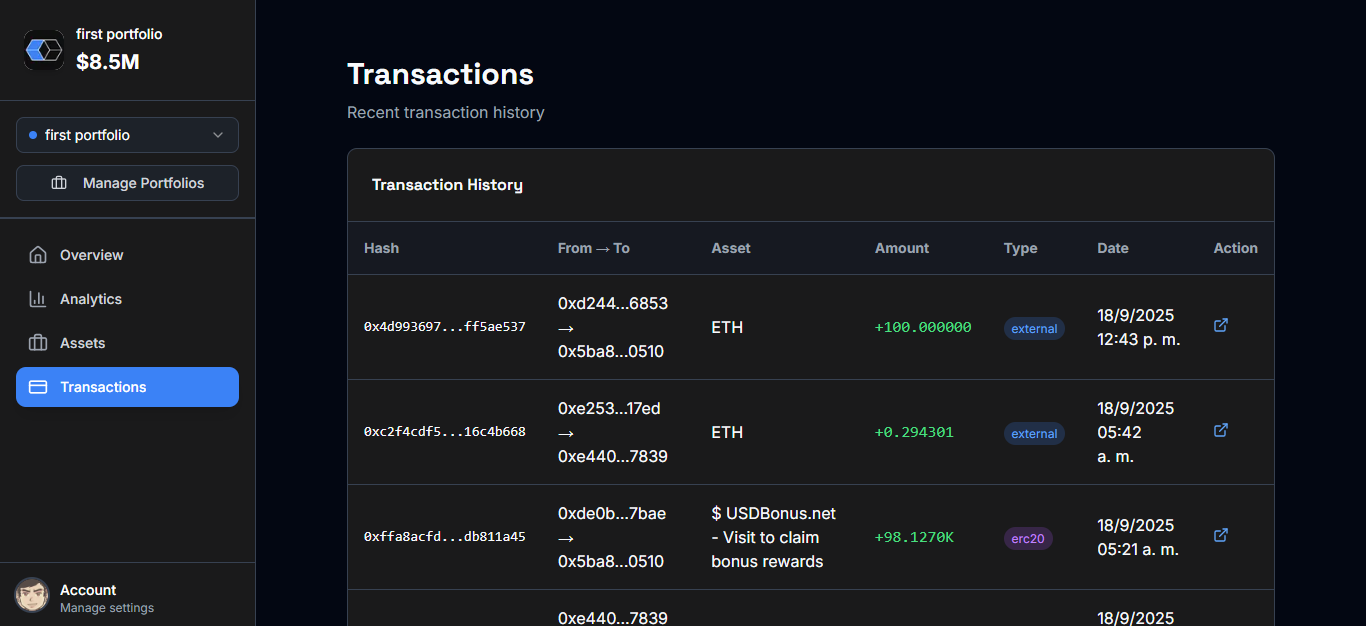 first portfolio
$8.5M
first portfolio
Manage Portfolios
Overview
Analytics
Assets
Transactions
Account
Manage settings
Transactions
Recent transaction history
Transaction History
Hash From → To Asset Amount Type Date Action
0x4d993697...ff5ae537
0xd244...6853
→
0x5ba8...0510
ETH
+100.000000
external
18/9/2025
12:43 p. m.
0xc2f4cdf5...16c4b668
0xe253...17ed
→
0xe440...7839
ETH
+0.294301
external
18/9/2025
05:42
a. m.
0xffa8acfd...db811a45
0xde0b...7bae
→
0x5ba8...0510
$ USDBonus.net
- Visit to claim
bonus rewards
+98.1270K
erc20
18/9/2025
05:21 a. m.
0xe440...7839
18/9/2025